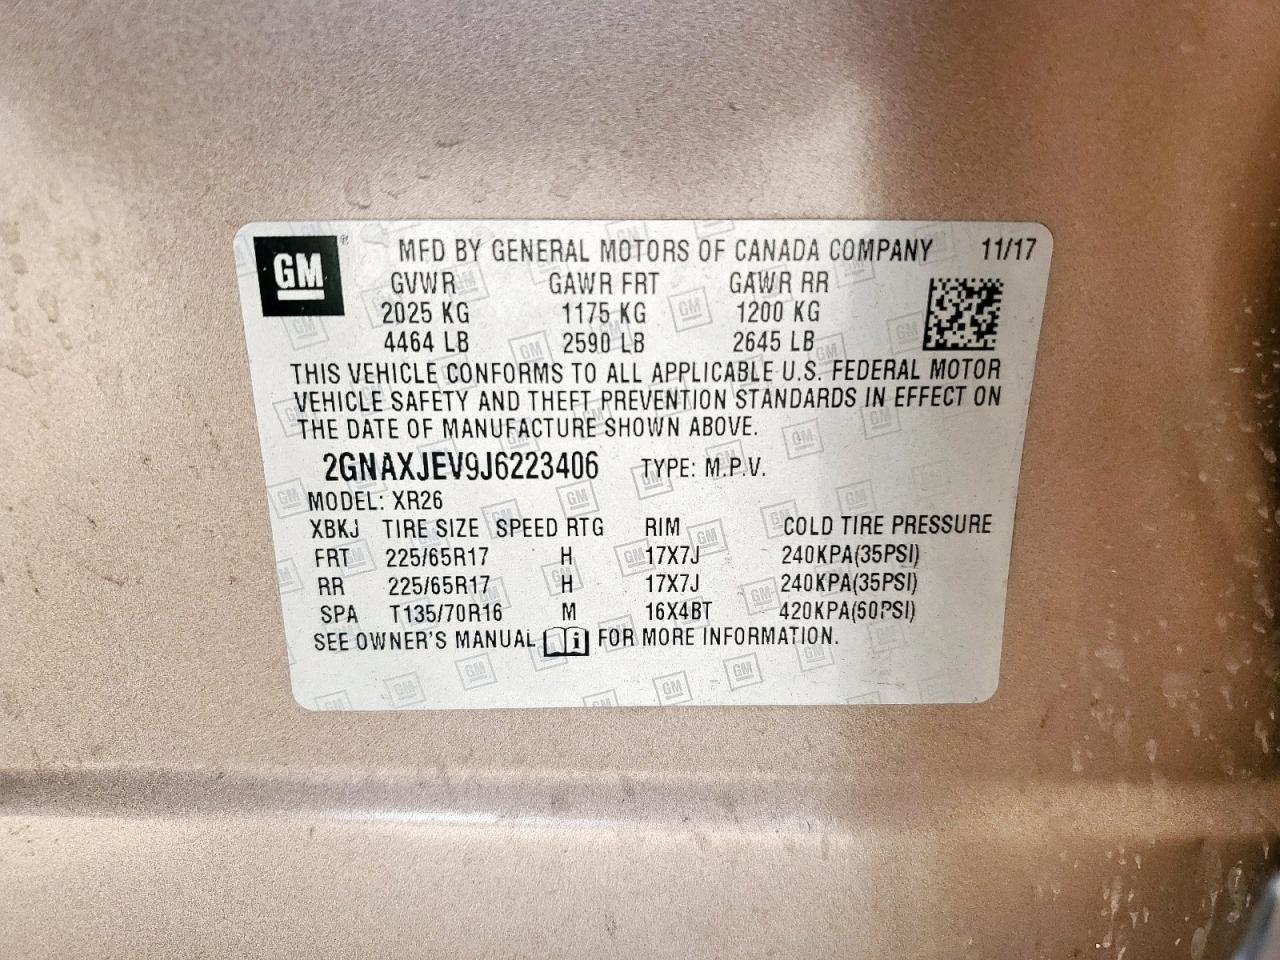 GM ® MFD BY GENERAL MOTORS OF CANADA COMPANY 11/17
GVWR GAWR FRT GAWR RR
2025 KG 1175 KG 1200 KG
4464 LB 2590 LB 2645 LB
THIS VEHICLE CONFORMS TO ALL APPLICABLE U.S. FEDERAL MOTOR
VEHICLE SAFETY AND THEFT PREVENTION STANDARDS IN EFFECT ON
THE DATE OF MANUFACTURE SHOWN ABOVE.
2GNAXJEV9J6223406 TYPE: M.P.V.
MODEL: XR26
XBKJ TIRE SIZE SPEED RTG RIM COLD TIRE PRESSURE
FRT 225/65R17 H 17X7J 240KPA(35PSI)
RR 225/65R17 H 17X7J 240KPA(35PSI)
SPA T135/70R16 M 16X4BT 420KPA(60PSI)
SEE OWNER'S MANUAL i FOR MORE INFORMATION.